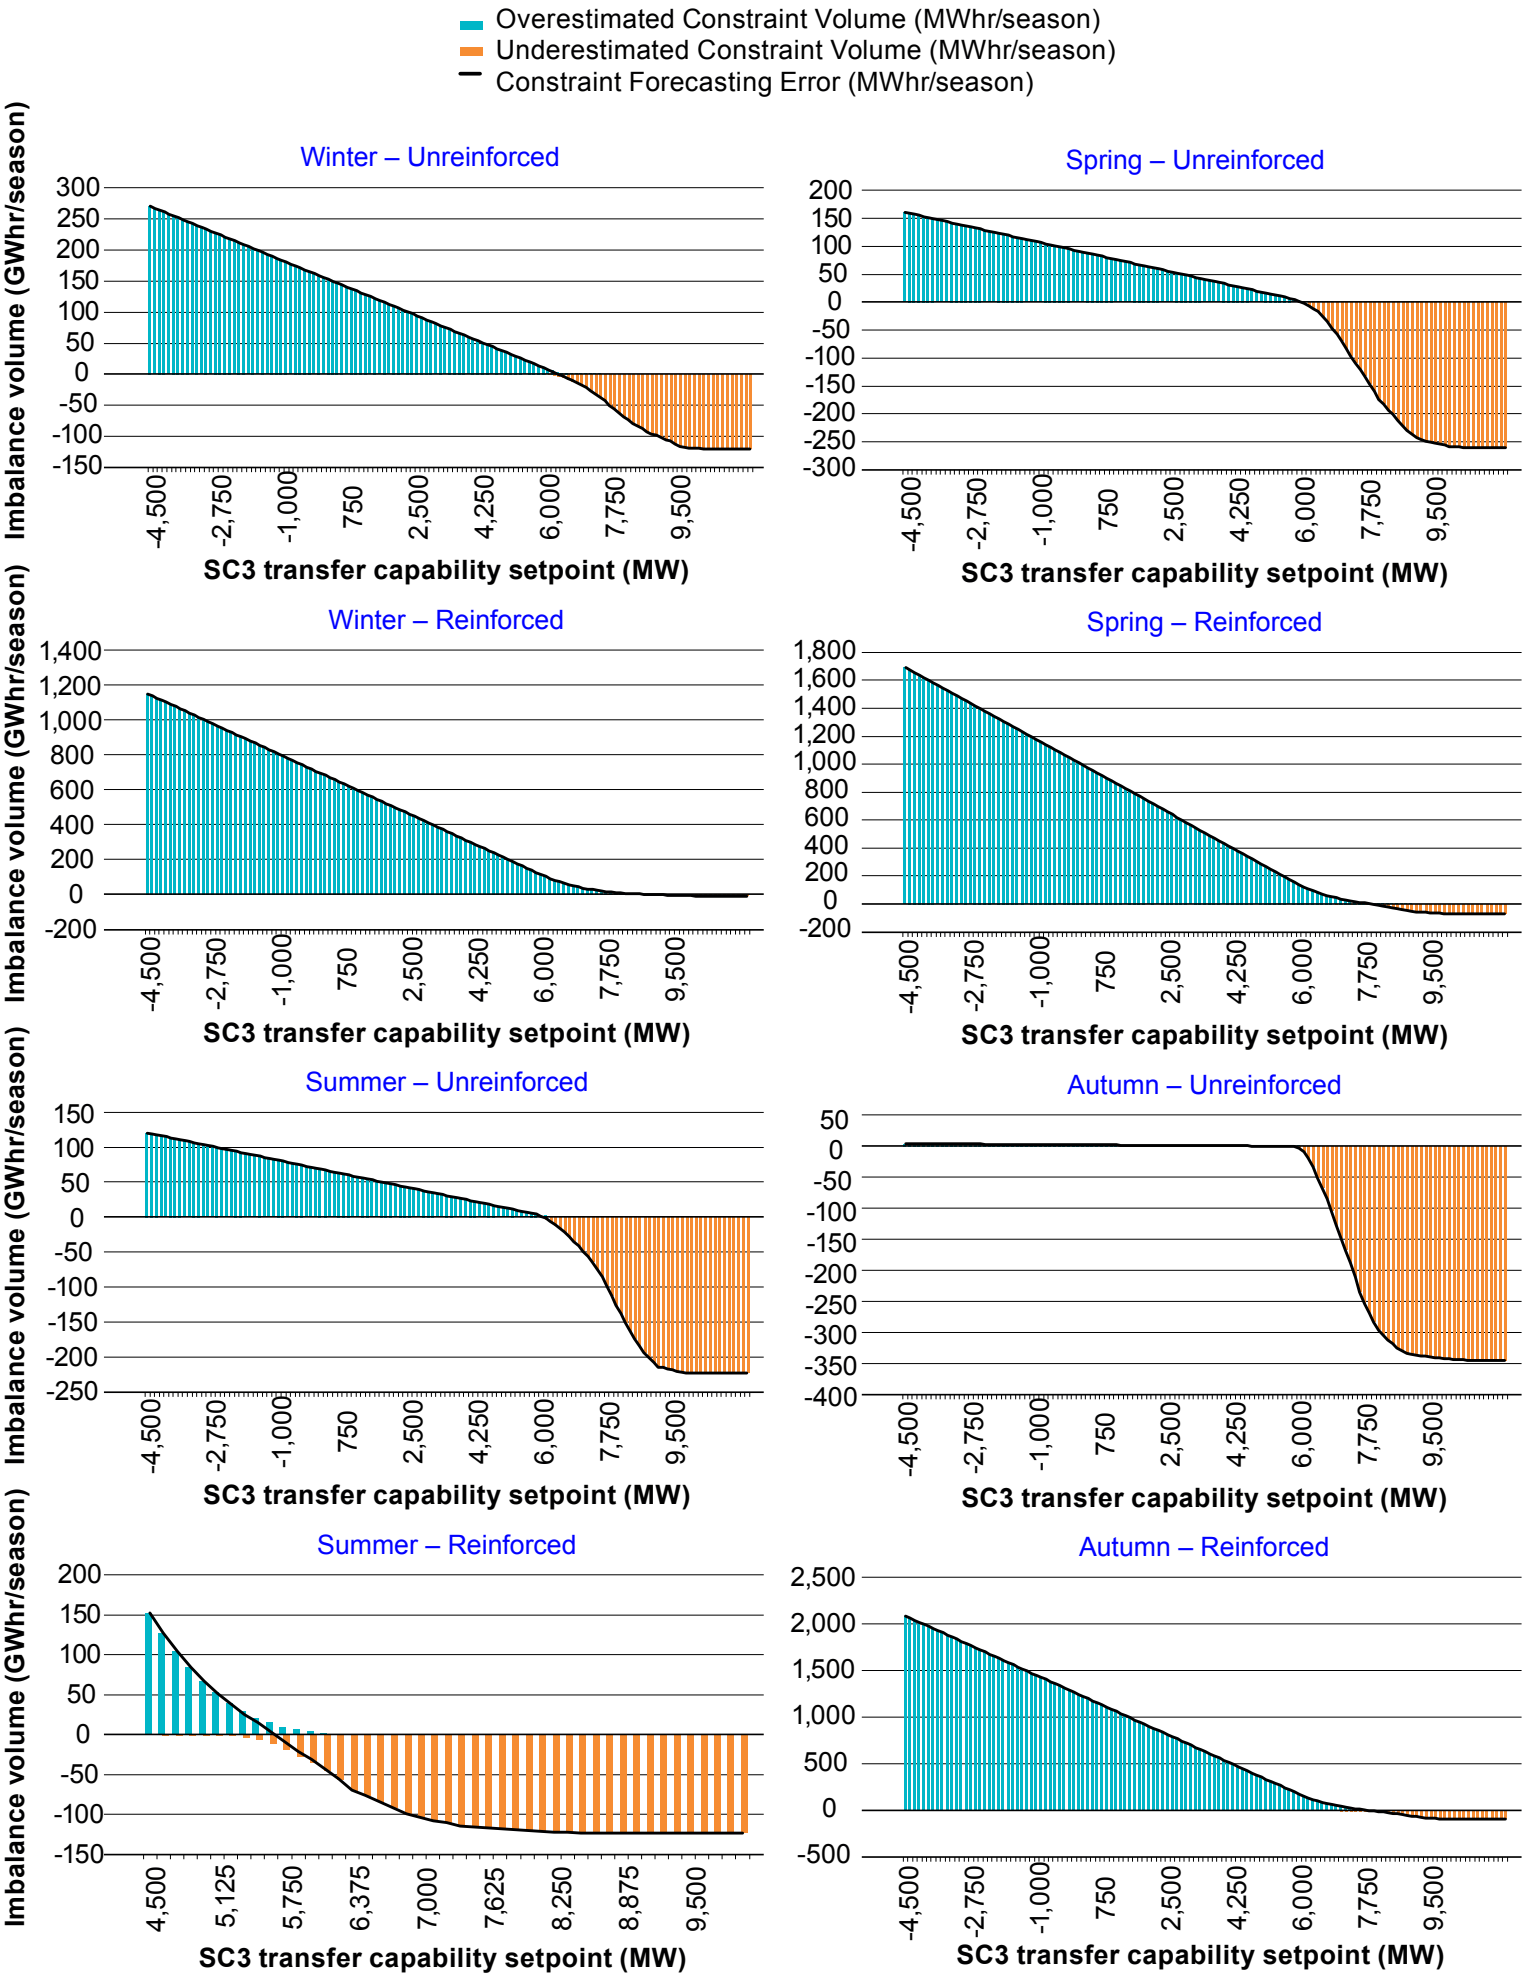 Overestimated Constraint Volume (MWhr/season)
Underestimated Constraint Volume (MWhr/season)
Constraint Forecasting Error (MWhr/season)
Imbalance volume (GWhr/season)
Winter – Unreinforced
300
250
200
150
100
50
0
-50
-100
-150
-4,500 -2,750 -1,000 750 2,500 4,250 6,000 7,750 9,500
SC3 transfer capability setpoint (MW)
Spring – Unreinforced
200
150
100
50
0
-50
-100
-150
-200
-250
-300
-4,500 -2,750 -1,000 750 2,500 4,250 6,000 7,750 9,500
SC3 transfer capability setpoint (MW)
Imbalance volume (GWhr/season)
Winter – Reinforced
1,400
1,200
1,000
800
600
400
200
0
-200
-4,500 -2,750 -1,000 750 2,500 4,250 6,000 7,750 9,500
SC3 transfer capability setpoint (MW)
Spring – Reinforced
1,800
1,600
1,400
1,200
1,000
800
600
400
200
0
-200
-4,500 -2,750 -1,000 750 2,500 4,250 6,000 7,750 9,500
SC3 transfer capability setpoint (MW)
Imbalance volume (GWhr/season)
Summer – Unreinforced
150
100
50
0
-50
-100
-150
-200
-250
-4,500 -2,750 -1,000 750 2,500 4,250 6,000 7,750 9,500
SC3 transfer capability setpoint (MW)
Autumn – Unreinforced
50
0
-50
-100
-150
-200
-250
-300
-350
-400
-4,500 -2,750 -1,000 750 2,500 4,250 6,000 7,750 9,500
SC3 transfer capability setpoint (MW)
Imbalance volume (GWhr/season)
Summer – Reinforced
200
150
100
50
0
-50
-100
-150
4,500 5,125 5,750 6,375 7,000 7,625 8,250 8,875 9,500
SC3 transfer capability setpoint (MW)
Autumn – Reinforced
2,500
2,000
1,500
1,000
500
0
-500
-4,500 -2,750 -1,000 750 2,500 4,250 6,000 7,750 9,500
SC3 transfer capability setpoint (MW)